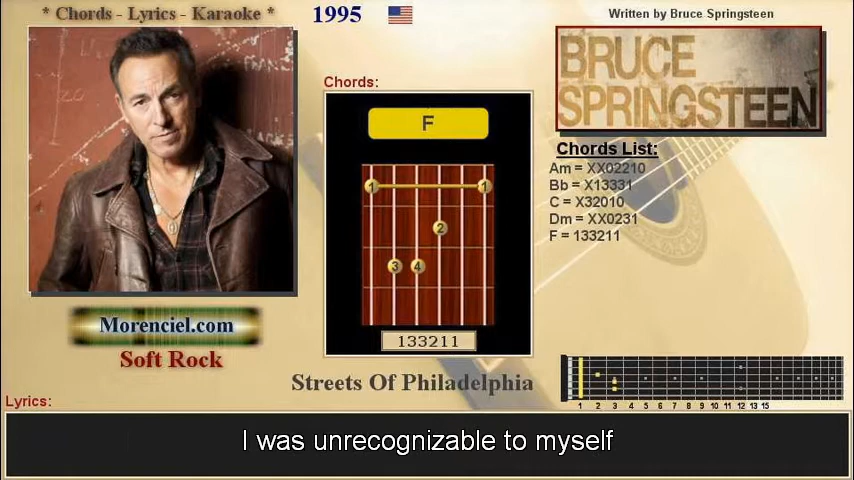 * Chords - Lyrics - Karaoke *
1995
Written by Bruce Springsteen
BRUCE
SPRINGSTEEN
Chords:
F
1 1
2
3 4
133211
Chords List:
Am = XX02210
Bb = X13331
C = X32010
Dm = XX0231
F = 133211
Morenciel.com
Soft Rock
Streets Of Philadelphia
1 2 3 4 5 6 7 8 9 10 11 12 13 15
Lyrics:
I was unrecognizable to myself